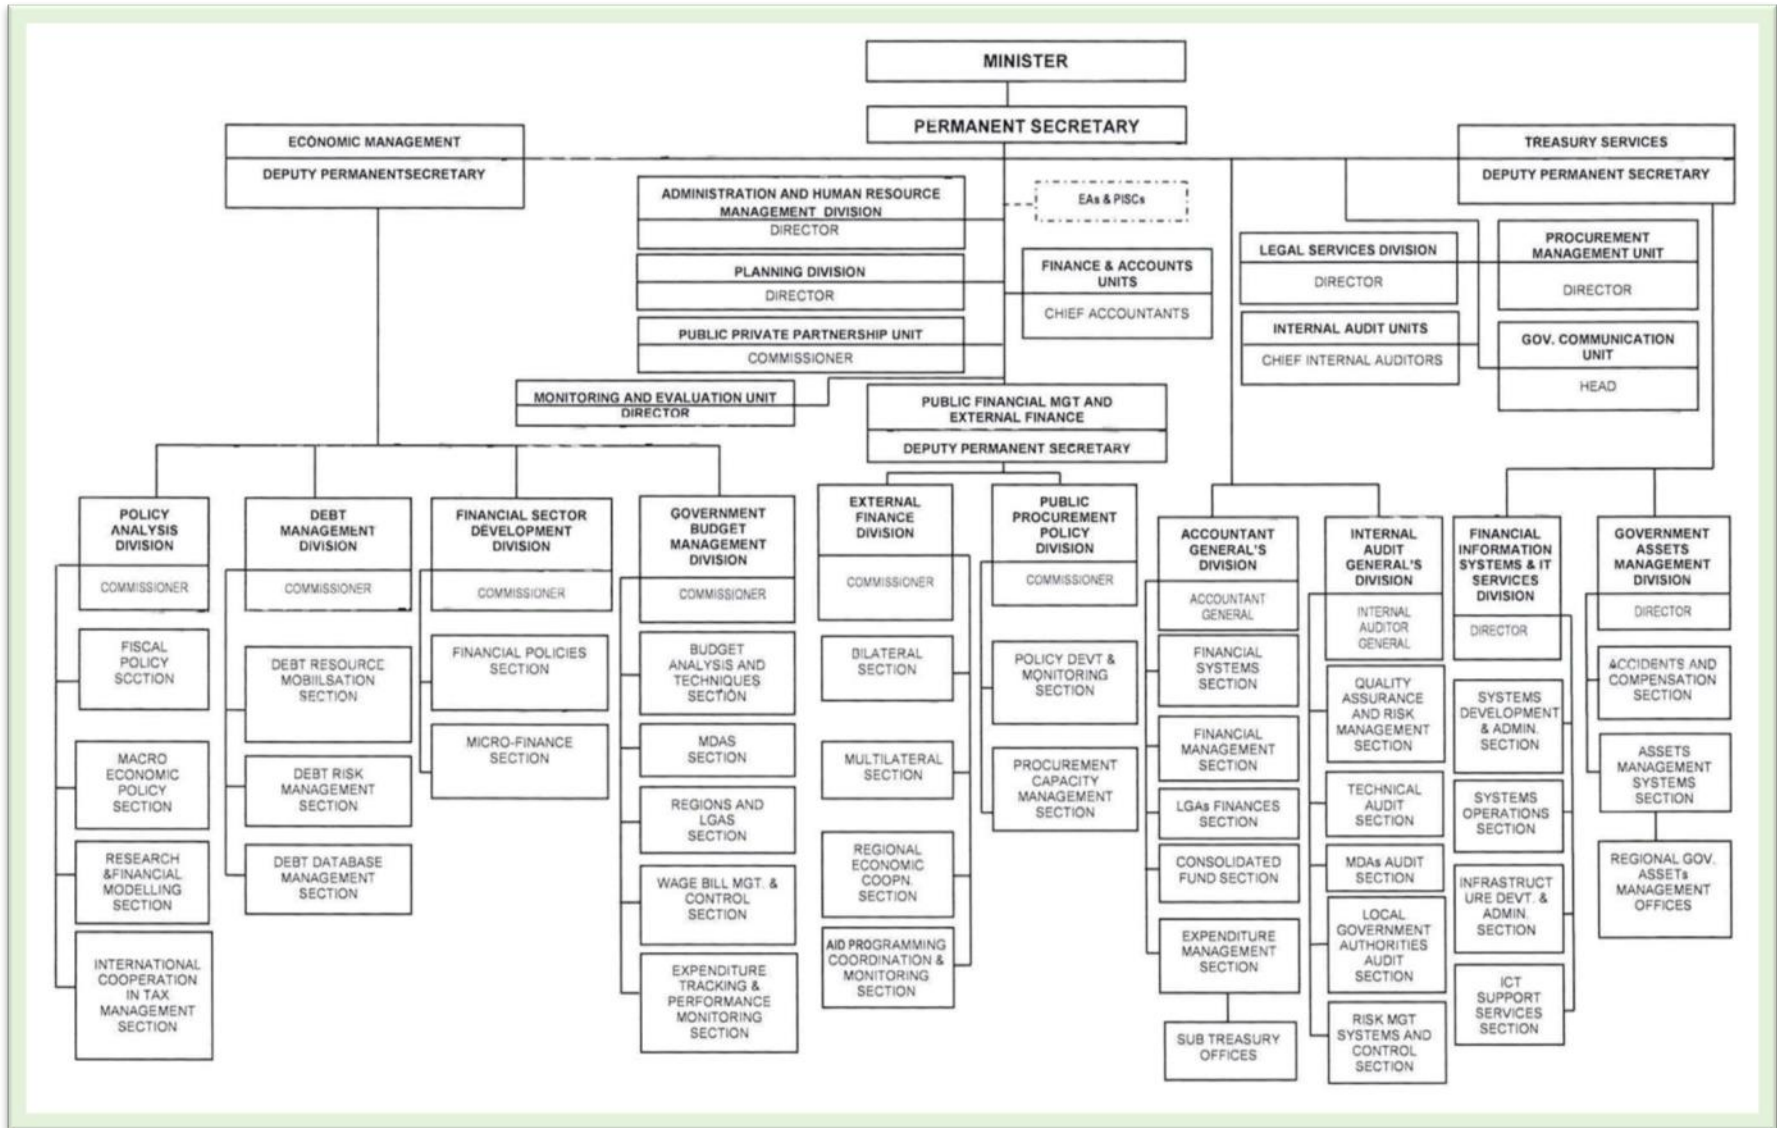 MINISTER
PERMANENT SECRETARY
ECONOMIC MANAGEMENT
DEPUTY PERMANENTSECRETARY
TREASURY SERVICES
DEPUTY PERMANENT SECRETARY
ADMINISTRATION AND HUMAN RESOURCE
MANAGEMENT DIVISION
DIRECTOR
EAs & PISCs
PLANNING DIVISION
DIRECTOR
FINANCE & ACCOUNTS
UNITS
CHIEF ACCOUNTANTS
PUBLIC PRIVATE PARTNERSHIP UNIT
COMMISSIONER
LEGAL SERVICES DIVISION
DIRECTOR
PROCUREMENT
MANAGEMENT UNIT
DIRECTOR
INTERNAL AUDIT UNITS
CHIEF INTERNAL AUDITORS
GOV. COMMUNICATION
UNIT
HEAD
MONITORING AND EVALUATION UNIT
DIRECTOR
PUBLIC FINANCIAL MGT AND
EXTERNAL FINANCE
DEPUTY PERMANENT SECRETARY
POLICY
ANALYSIS
DIVISION
COMMISSIONER
FISCAL
POLICY
SCCTION
MACRO
ECONOMIC
POLICY
SECTION
RESEARCH
&FINANCIAL
MODELLING
SECTION
INTERNATIONAL
COOPERATION
IN TAX
MANAGEMENT
SECTION
DEBT
MANAGEMENT
DIVISION
COMMISSIONER
DEBT RESOURCE
MOBIILSATION
SECTION
DEBT RISK
MANAGEMENT
SECTION
DEBT DATABASE
MANAGEMENT
SECTION
FINANCIAL SECTOR
DEVELOPMENT
DIVISION
COMMISSIONER
FINANCIAL POLICIES
SECTION
MICRO-FINANCE
SECTION
GOVERNMENT
BUDGET
MANAGEMENT
DIVISION
COMMISSIONER
BUDGET
ANALYSIS AND
TECHNIQUES
SECTION
MDAS
SECTION
REGIONS AND
LGAS
SECTION
WAGE BILL MGT. &
CONTROL
SECTION
EXPENDITURE
TRACKING &
PERFORMANCE
MONITORING
SECTION
EXTERNAL
FINANCE
DIVISION
COMMISSIONER
BILATERAL
SECTION
MULTILATERAL
SECTION
REGIONAL
ECONOMIC
COOPN.
SECTION
AID PROGRAMMING
COORDINATION &
MONITORING
SECTION
PUBLIC
PROCUREMENT
POLICY
DIVISION
COMMISSIONER
POLICY DEVT &
MONITORING
SECTION
PROCUREMENT
CAPACITY
MANAGEMENT
SECTION
ACCOUNTANT
GENERAL'S
DIVISION
ACCOUNTANT
GENERAL
FINANCIAL
SYSTEMS
SECTION
FINANCIAL
MANAGEMENT
SECTION
LGAs FINANCES
SECTION
CONSOLIDATED
FUND SECTION
EXPENDITURE
MANAGEMENT
SECTION
SUB TREASURY
OFFICES
INTERNAL
AUDIT
GENERAL'S
DIVISION
INTERNAL
AUDITOR
GENERAL
QUALITY
ASSURANCE
AND RISK
MANAGEMENT
SECTION
TECHNICAL
AUDIT
SECTION
MDAs AUDIT
SECTION
LOCAL
GOVERNMENT
AUTHORITIES
AUDIT
SECTION
RISK MGT
SYSTEMS AND
CONTROL
SECTION
FINANCIAL
INFORMATION
SYSTEMS & IT
SERVICES
DIVISION
DIRECTOR
SYSTEMS
DEVELOPMENT
& ADMIN.
SECTION
SYSTEMS
OPERATIONS
SECTION
INFRASTRUCT
URE DEVT. &
ADMIN.
SECTION
ICT
SUPPORT
SERVICES
SECTION
GOVERNMENT
ASSETS
MANAGEMENT
DIVISION
DIRECTOR
ACCIDENTS AND
COMPENSATION
SECTION
ASSETS
MANAGEMENT
SYSTEMS
SECTION
REGIONAL GOV.
ASSETs
MANAGEMENT
OFFICES